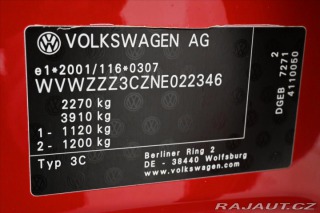 VOLKSWAGEN AG
e1*2001/116*0307
WVWZZZ3CZNE022346
2270 kg
3910 kg
1 - 1120 kg
2 - 1200 kg
Typ 3C
Berliner Ring 2
DE - 38440 Wolfsburg
www.volkswagen.de
DGEB 7271
2
4110050
RAJAUT.CZ